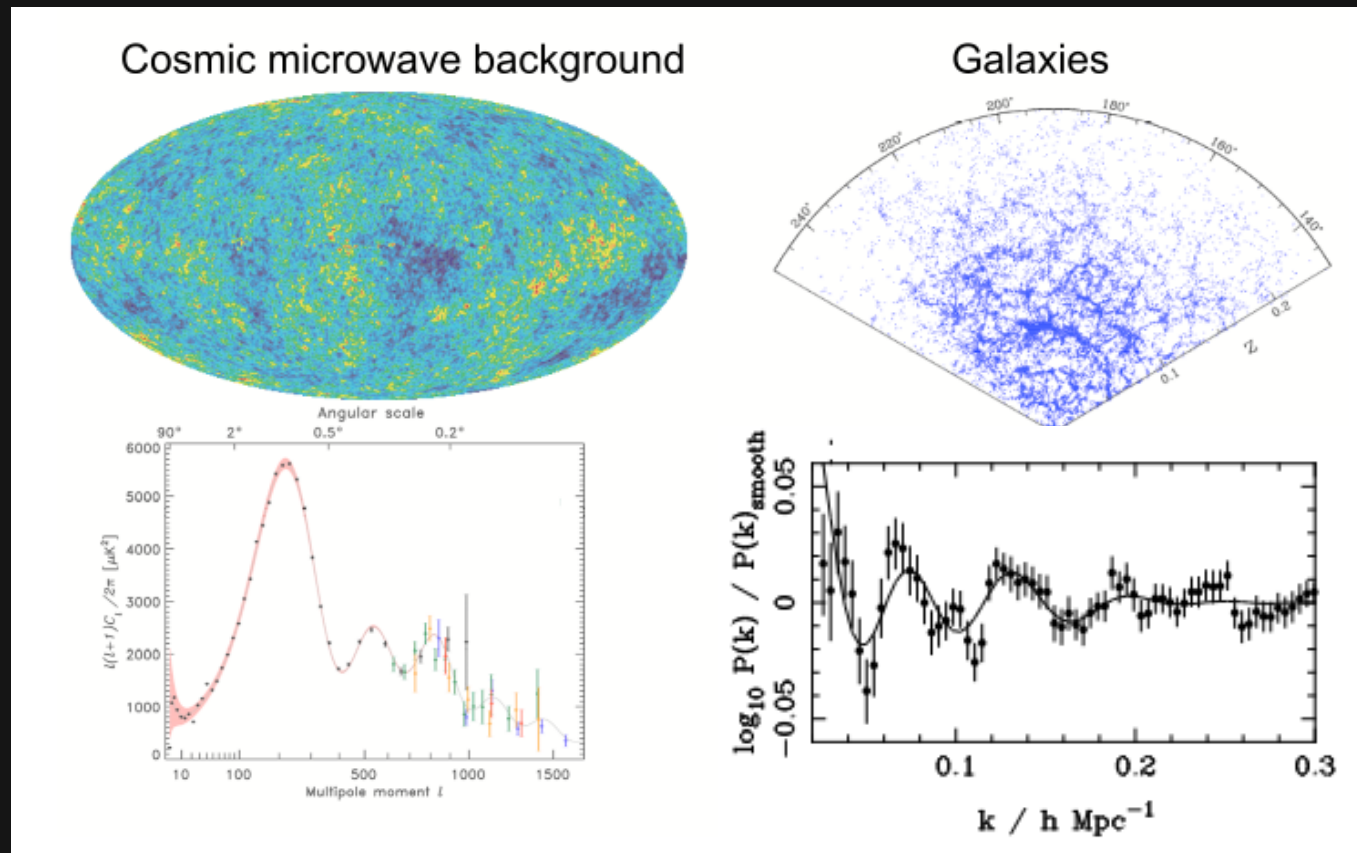 Cosmic microwave background
Galaxies
240° 220° 200° 180° 160° 140°
0.1 0.2
Z
Angular scale
90° 2° 0.5° 0.2°
6000
5000
4000
3000
2000
1000
0
l(l+1)Cₗ/2π [μK²]
10 100 500 1000 1500
Multipole moment l
log₁₀ P(k) / P(k)smooth
0.05
0
−0.05
0.1 0.2 0.3
k / h Mpc⁻¹